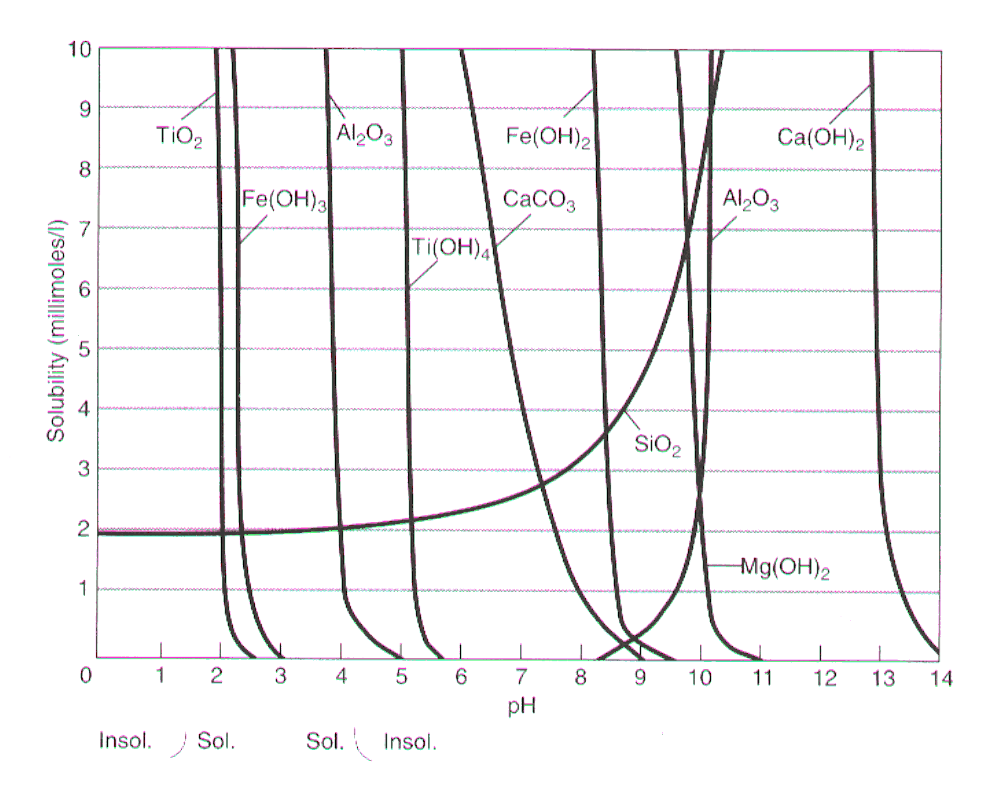 10
9
TiO2
Al2O3
Fe(OH)2
Ca(OH)2
8
Fe(OH)3
CaCO3
Al2O3
7
Ti(OH)4
6
Solubility (millimoles/l)
5
4
SiO2
3
2
Mg(OH)2
1
0 1 2 3 4 5 6 7 8 9 10 11 12 13 14
pH
Insol. ) Sol. Sol. ( Insol.